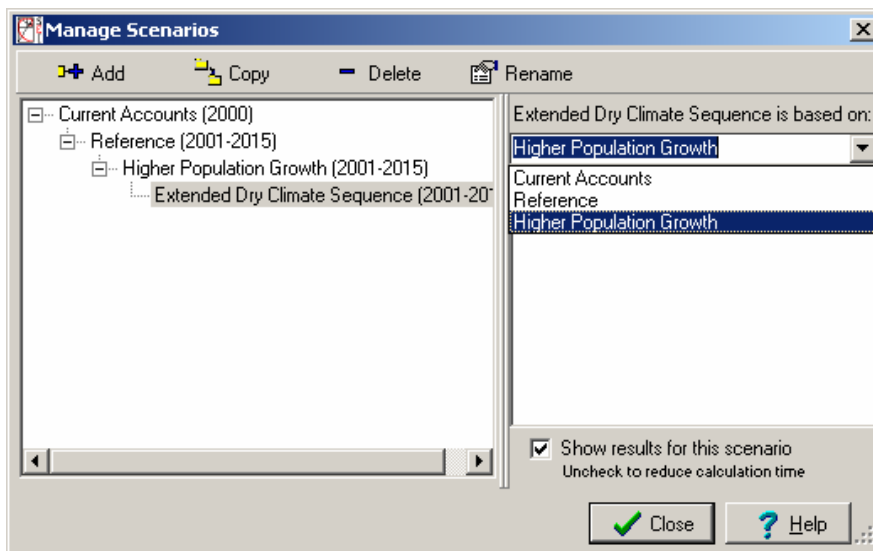 Manage Scenarios
Add Copy Delete Rename
Current Accounts (2000)
Reference (2001-2015)
Higher Population Growth (2001-2015)
Extended Dry Climate Sequence (2001-20
Extended Dry Climate Sequence is based on:
Higher Population Growth
Current Accounts
Reference
Higher Population Growth
Show results for this scenario
Uncheck to reduce calculation time
Close
? Help